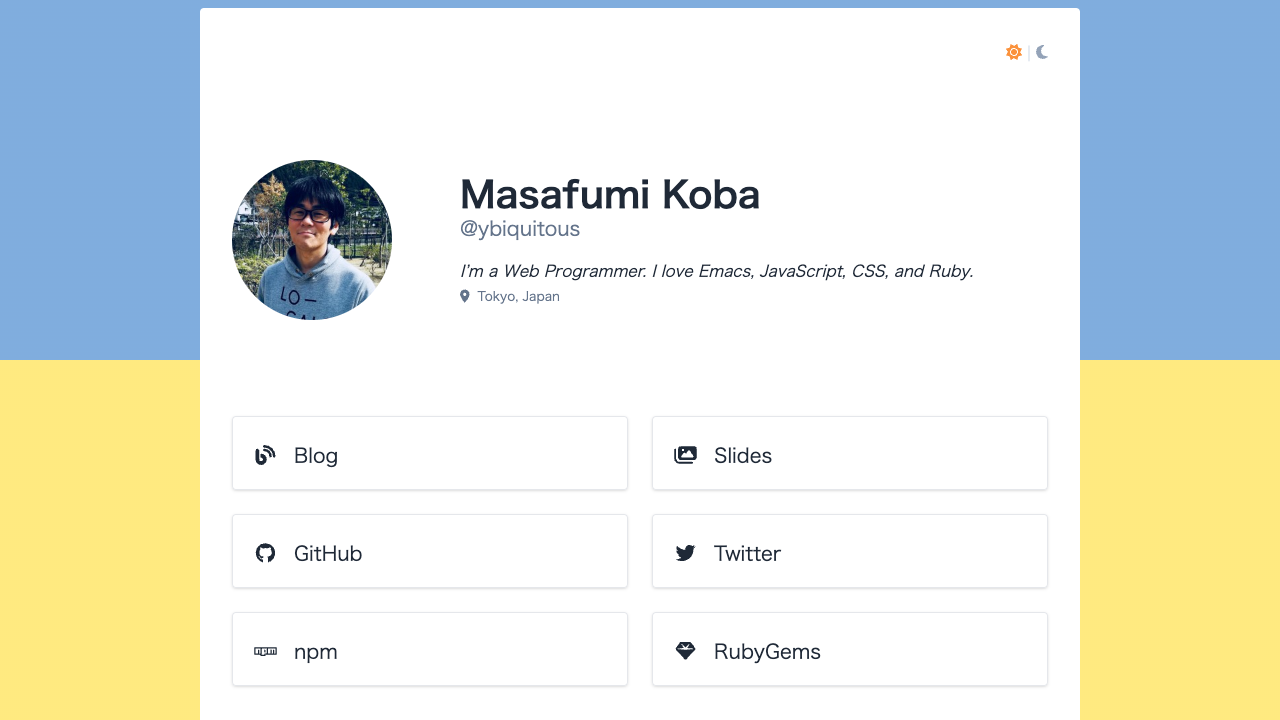 Masafumi Koba
@ybiquitous
I'm a Web Programmer. I love Emacs, JavaScript, CSS, and Ruby.
Tokyo, Japan
Blog
Slides
GitHub
Twitter
npm
RubyGems